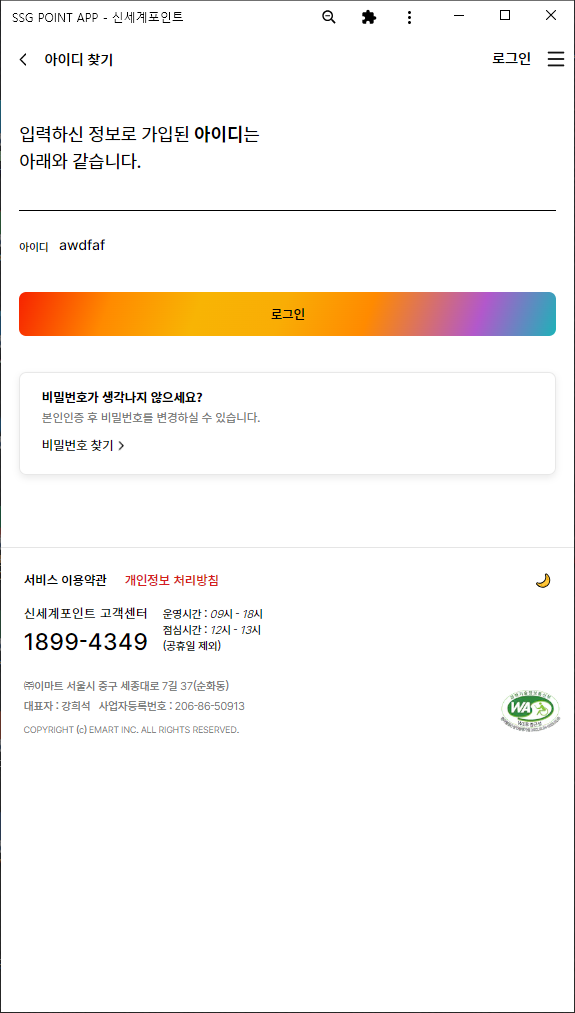 SSG POINT APP - 신세계포인트
아이디 찾기
로그인
입력하신 정보로 가입된 아이디는
아래와 같습니다.
아이디 awdfaf
로그인
비밀번호가 생각나지 않으세요?
본인인증 후 비밀번호를 변경하실 수 있습니다.
비밀번호 찾기
서비스 이용약관 개인정보 처리방침
신세계포인트 고객센터
1899-4349
운영시간 : 09시 - 18시
점심시간 : 12시 - 13시
(공휴일 제외)
㈜이마트 서울시 중구 세종대로 7길 37(순화동)
대표자 : 강희석 사업자등록번호 : 206-86-50913
COPYRIGHT (c) EMART INC. ALL RIGHTS RESERVED.
WA